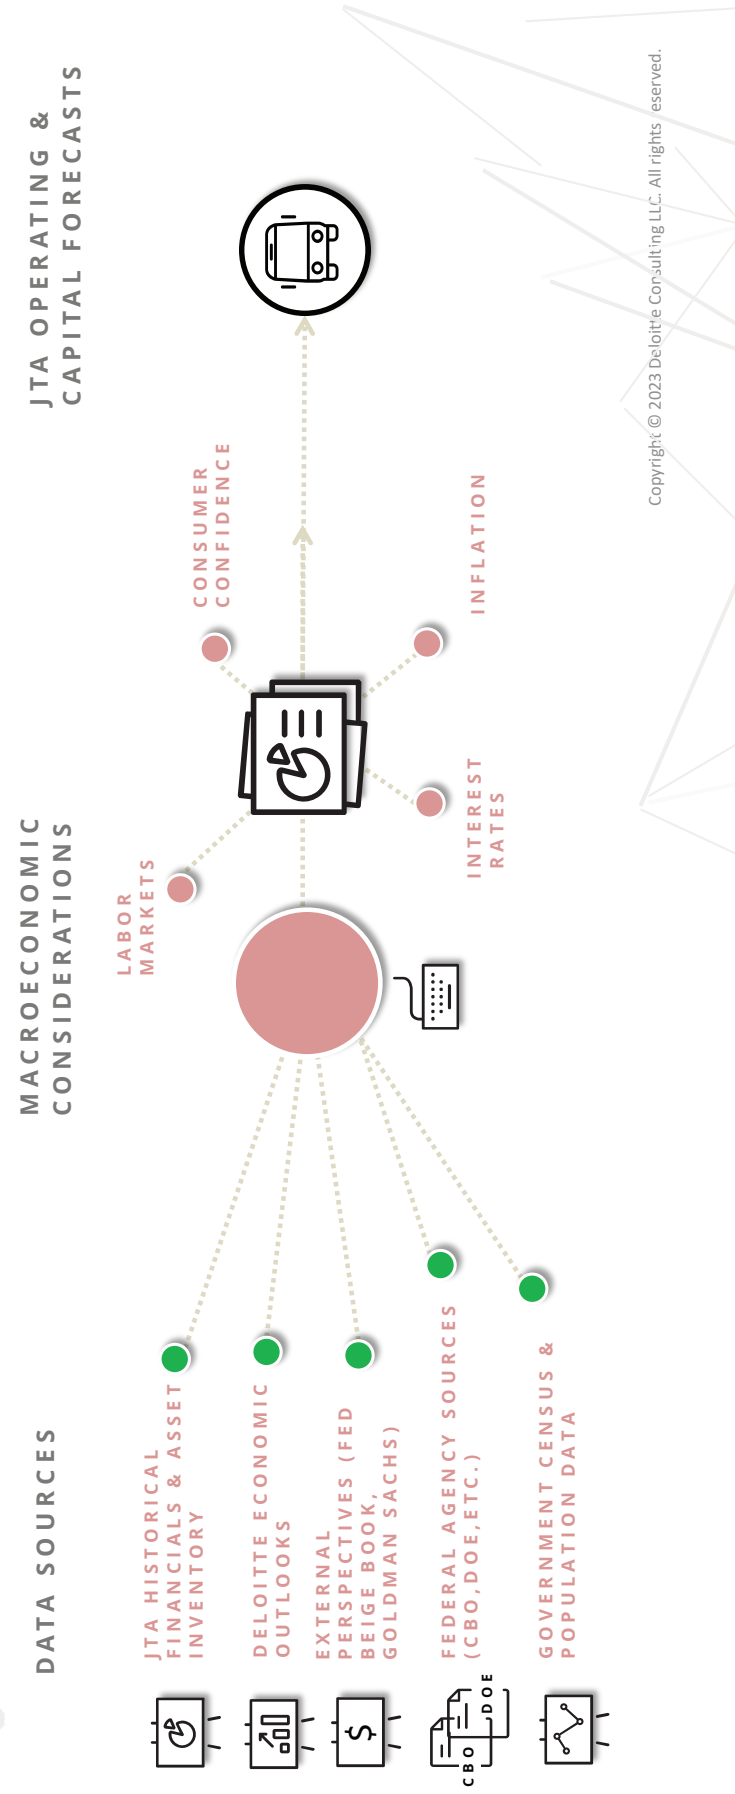 DATA SOURCES
JTA HISTORICAL
FINANCIALS & ASSET
INVENTORY
DELOITTE ECONOMIC
OUTLOOKS
EXTERNAL
PERSPECTIVES (FED
BEIGE BOOK,
GOLDMAN SACHS)
$
FEDERAL AGENCY SOURCES
(CBO,DOE,ETC.)
CBO
DOE
GOVERNMENT CENSUS &
POPULATION DATA
MACROECONOMIC
CONSIDERATIONS
LABOR
MARKETS
CONSUMER
CONFIDENCE
INTEREST
RATES
INFLATION
JTA OPERATING &
CAPITAL FORECASTS
Copyright © 2023 Deloitte Consulting LLC. All rights reserved.